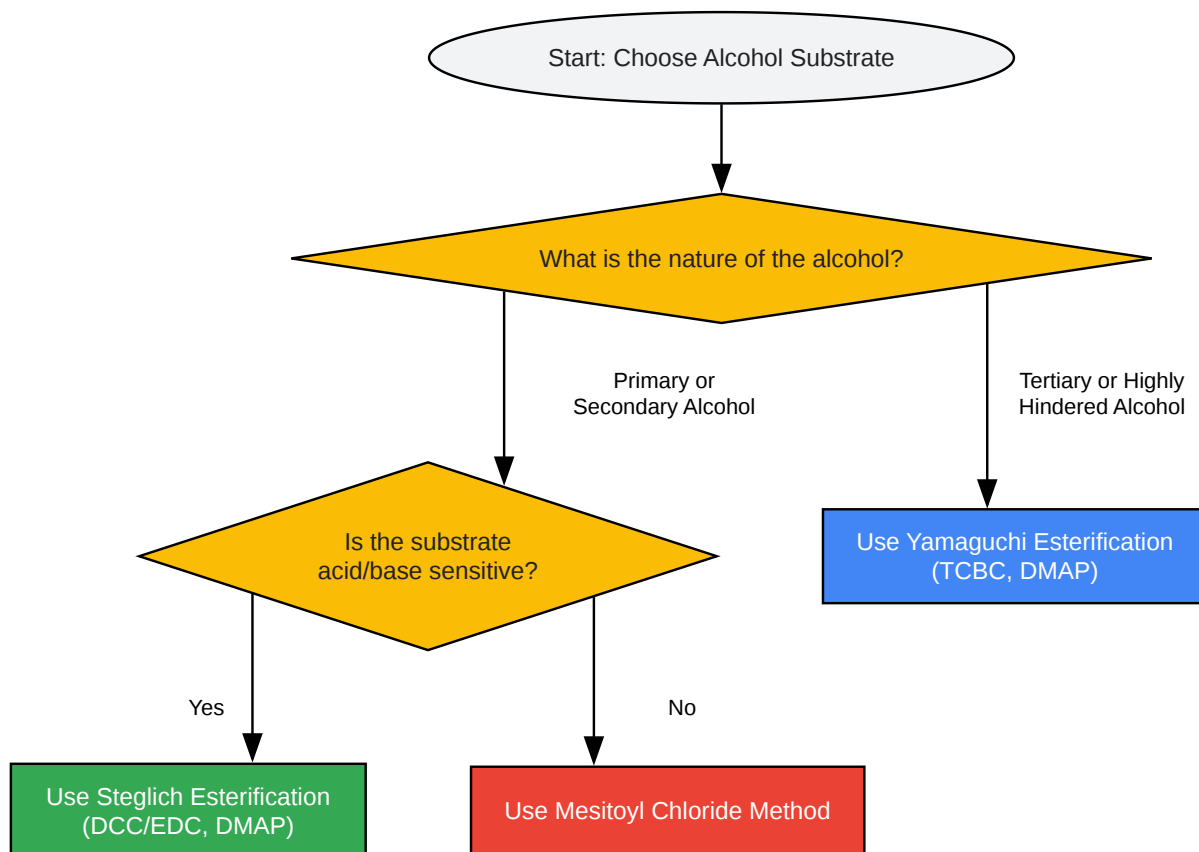 Start: Choose Alcohol Substrate
What is the nature of the alcohol?
Primary or
Secondary Alcohol
Tertiary or Highly
Hindered Alcohol
Is the substrate
acid/base sensitive?
Use Yamaguchi Esterification
(TCBC, DMAP)
Yes
No
Use Steglich Esterification
(DCC/EDC, DMAP)
Use Mesitoyl Chloride Method